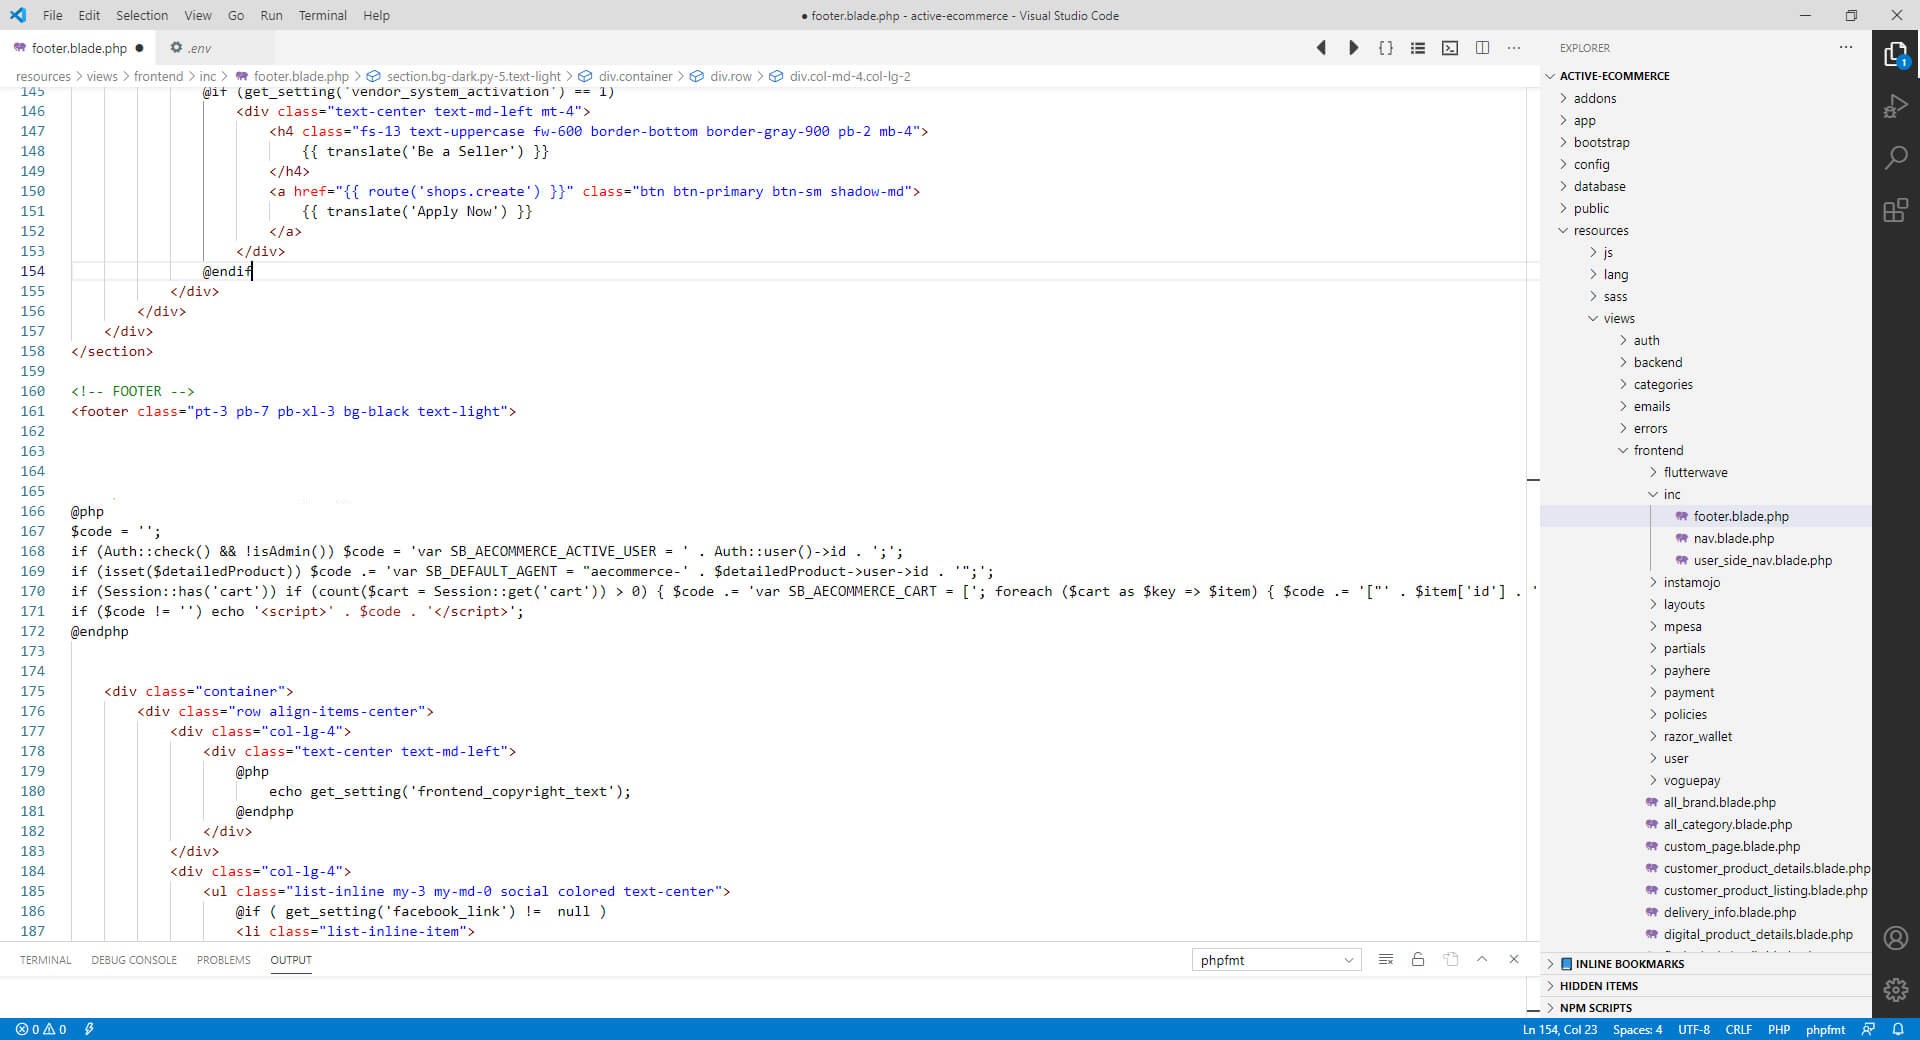 File Edit Selection View Go Run Terminal Help
● footer.blade.php - active-ecommerce - Visual Studio Code
footer.blade.php ●
.env
resources > views > frontend > inc > footer.blade.php > section.bg-dark.py-5.text-light > div.container > div.row > div.col-md-4.col-lg-2
145 @if (get_setting('vendor_system_activation') == 1)
146 <div class="text-center text-md-left mt-4">
147 <h4 class="fs-13 text-uppercase fw-600 border-bottom border-gray-900 pb-2 mb-4">
148 {{ translate('Be a Seller') }}
149 </h4>
150 <a href="{{ route('shops.create') }}" class="btn btn-primary btn-sm shadow-md">
151 {{ translate('Apply Now') }}
152 </a>
153 </div>
154 @endif
155 </div>
156 </div>
157 </div>
158 </section>
159
160 <!-- FOOTER -->
161 <footer class="pt-3 pb-7 pb-xl-3 bg-black text-light">
162
163
164
165
166 @php
167 $code = '';
168 if (Auth::check() && !isAdmin()) $code = 'var SB_AECOMMERCE_ACTIVE_USER = ' . Auth::user()->id . ';';
169 if (isset($detailedProduct)) $code .= 'var SB_DEFAULT_AGENT = "aecommerce-' . $detailedProduct->user->id . '";';
170 if (Session::has('cart')) if (count($cart = Session::get('cart')) > 0) { $code .= 'var SB_AECOMMERCE_CART = ['; foreach ($cart as $key => $item) { $code .= '["' . $item['id'] . '
171 if ($code != '') echo '<script>' . $code . '</script>';
172 @endphp
173
174
175 <div class="container">
176 <div class="row align-items-center">
177 <div class="col-lg-4">
178 <div class="text-center text-md-left">
179 @php
180 echo get_setting('frontend_copyright_text');
181 @endphp
182 </div>
183 </div>
184 <div class="col-lg-4">
185 <ul class="list-inline my-3 my-md-0 social colored text-center">
186 @if ( get_setting('facebook_link') !=  null )
187 <li class="list-inline-item">
TERMINAL DEBUG CONSOLE PROBLEMS OUTPUT
phpfmt
EXPLORER
ACTIVE-ECOMMERCE
addons
app
bootstrap
config
database
public
resources
js
lang
sass
views
auth
backend
categories
emails
errors
frontend
flutterwave
inc
footer.blade.php
nav.blade.php
user_side_nav.blade.php
instamojo
layouts
mpesa
partials
payhere
payment
policies
razor_wallet
user
voguepay
all_brand.blade.php
all_category.blade.php
custom_page.blade.php
customer_product_details.blade.php
customer_product_listing.blade.php
delivery_info.blade.php
digital_product_details.blade.php
INLINE BOOKMARKS
HIDDEN ITEMS
NPM SCRIPTS
1
0 0
Ln 154, Col 23 Spaces: 4 UTF-8 CRLF PHP phpfmt